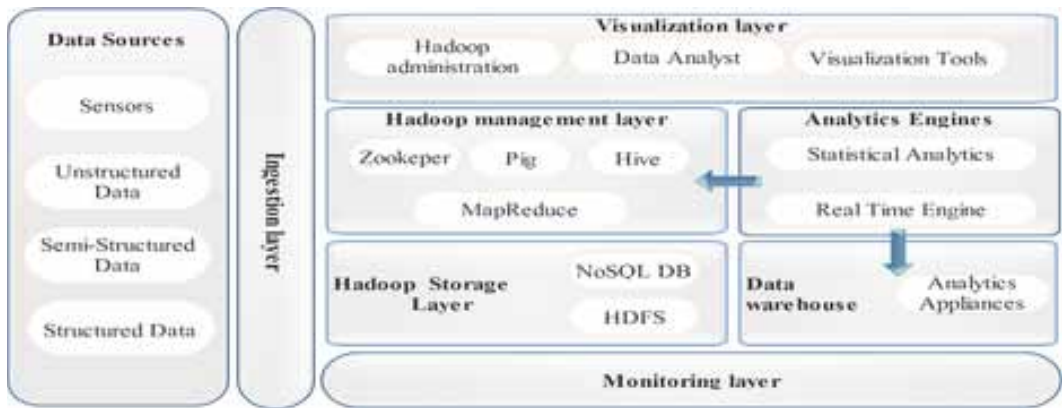 Data Sources
Sensors
Unstructured
Data
Semi-Structured
Data
Structured Data
Ingestion layer
Visualization layer
Hadoop
administration
Data Analyst
Visualization Tools
Hadoop management layer
Zookeper
Pig
Hive
MapReduce
Analytics Engines
Statistical Analytics
Real Time Engine
Hadoop Storage
Layer
NoSQL DB
HDFS
Data
warehouse
Analytics
Appliances
Monitoring layer